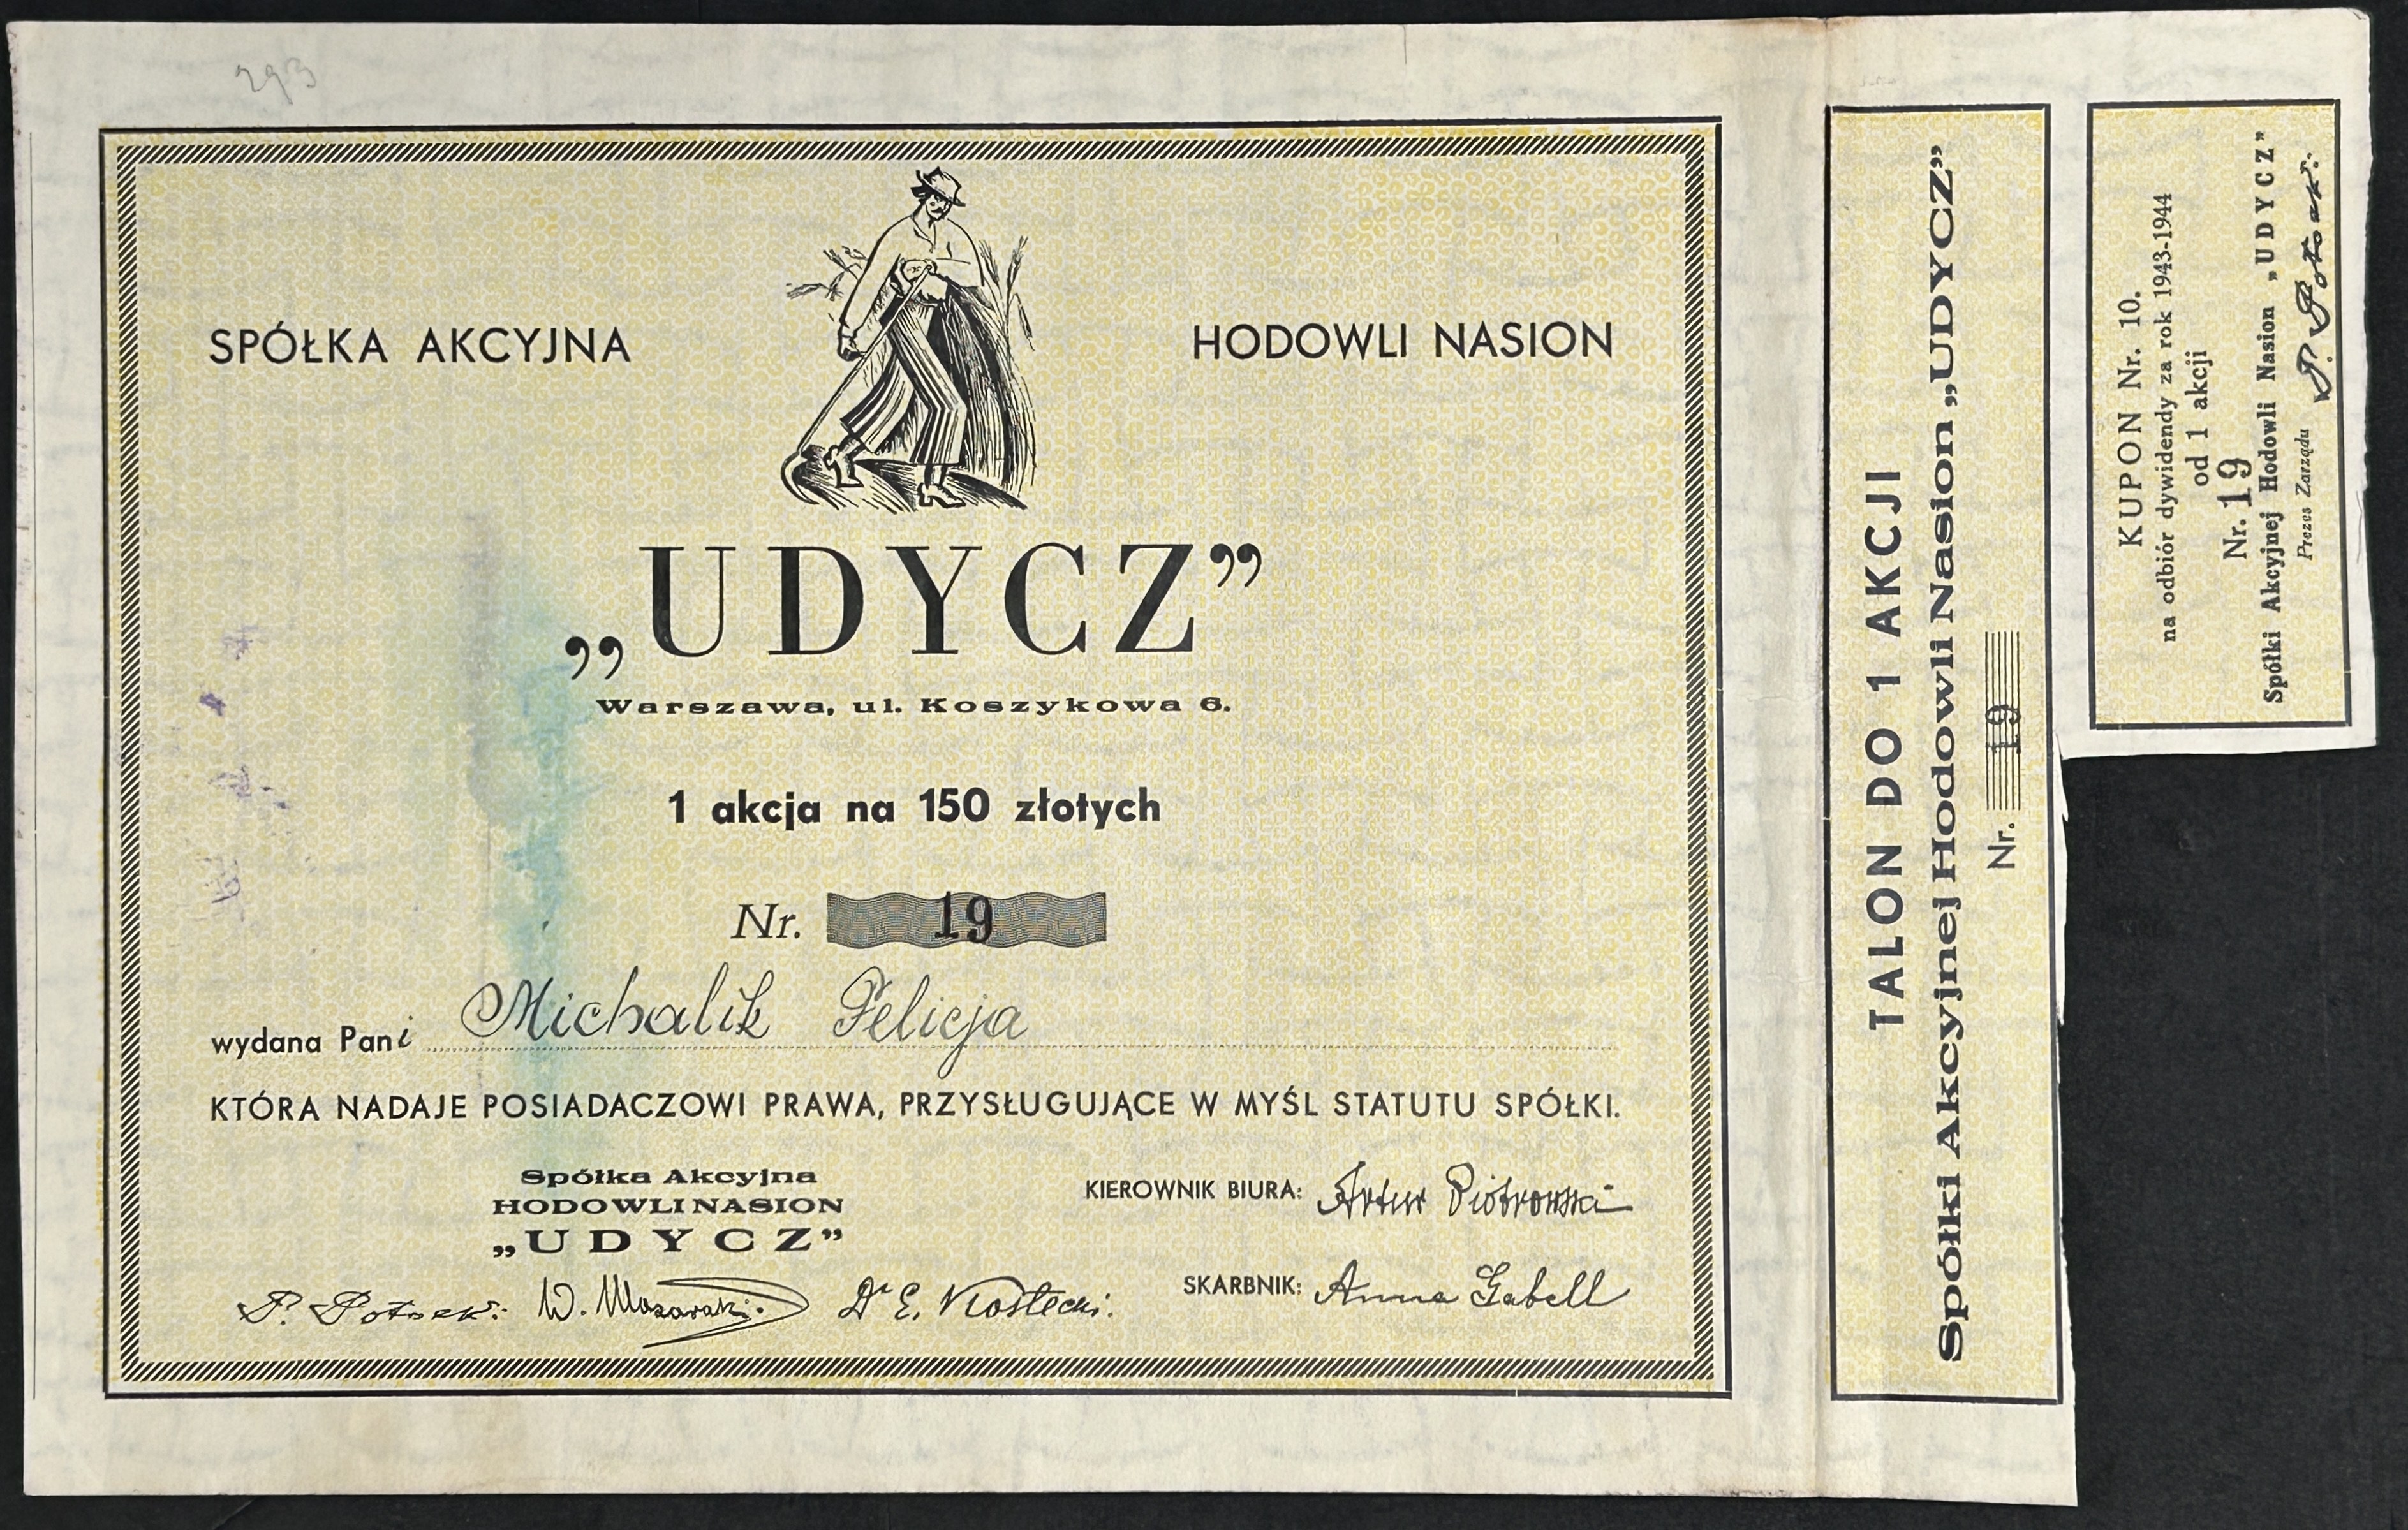 293
SPÓŁKA AKCYJNA HODOWLI NASION
„UDYCZ”
Warszawa, ul. Koszykowa 6.
1 akcja na 150 złotych
Nr. 19
wydana Pani Michalik Felicja
KTÓRA NADAJE POSIADACZOWI PRAWA, PRZYSŁUGUJĄCE W MYŚL STATUTU SPÓŁKI.
Spółka Akcyjna
HODOWLI NASION
„UDYCZ”
P. Potocki W. Mazaraki Dr E. Kostecki.
KIEROWNIK BIURA: Artur Piotrowski
SKARBNIK: Anna Gabell
TALON DO 1 AKCJI
Spółki Akcyjnej Hodowli Nasion „UDYCZ”
Nr. 19
KUPON Nr. 10.
na odbiór dywidendy za rok 1943-1944
od 1 akcji
Nr. 19
Spółki Akcyjnej Hodowli Nasion „UDYCZ”
Prezes Zarządu P. Potocki